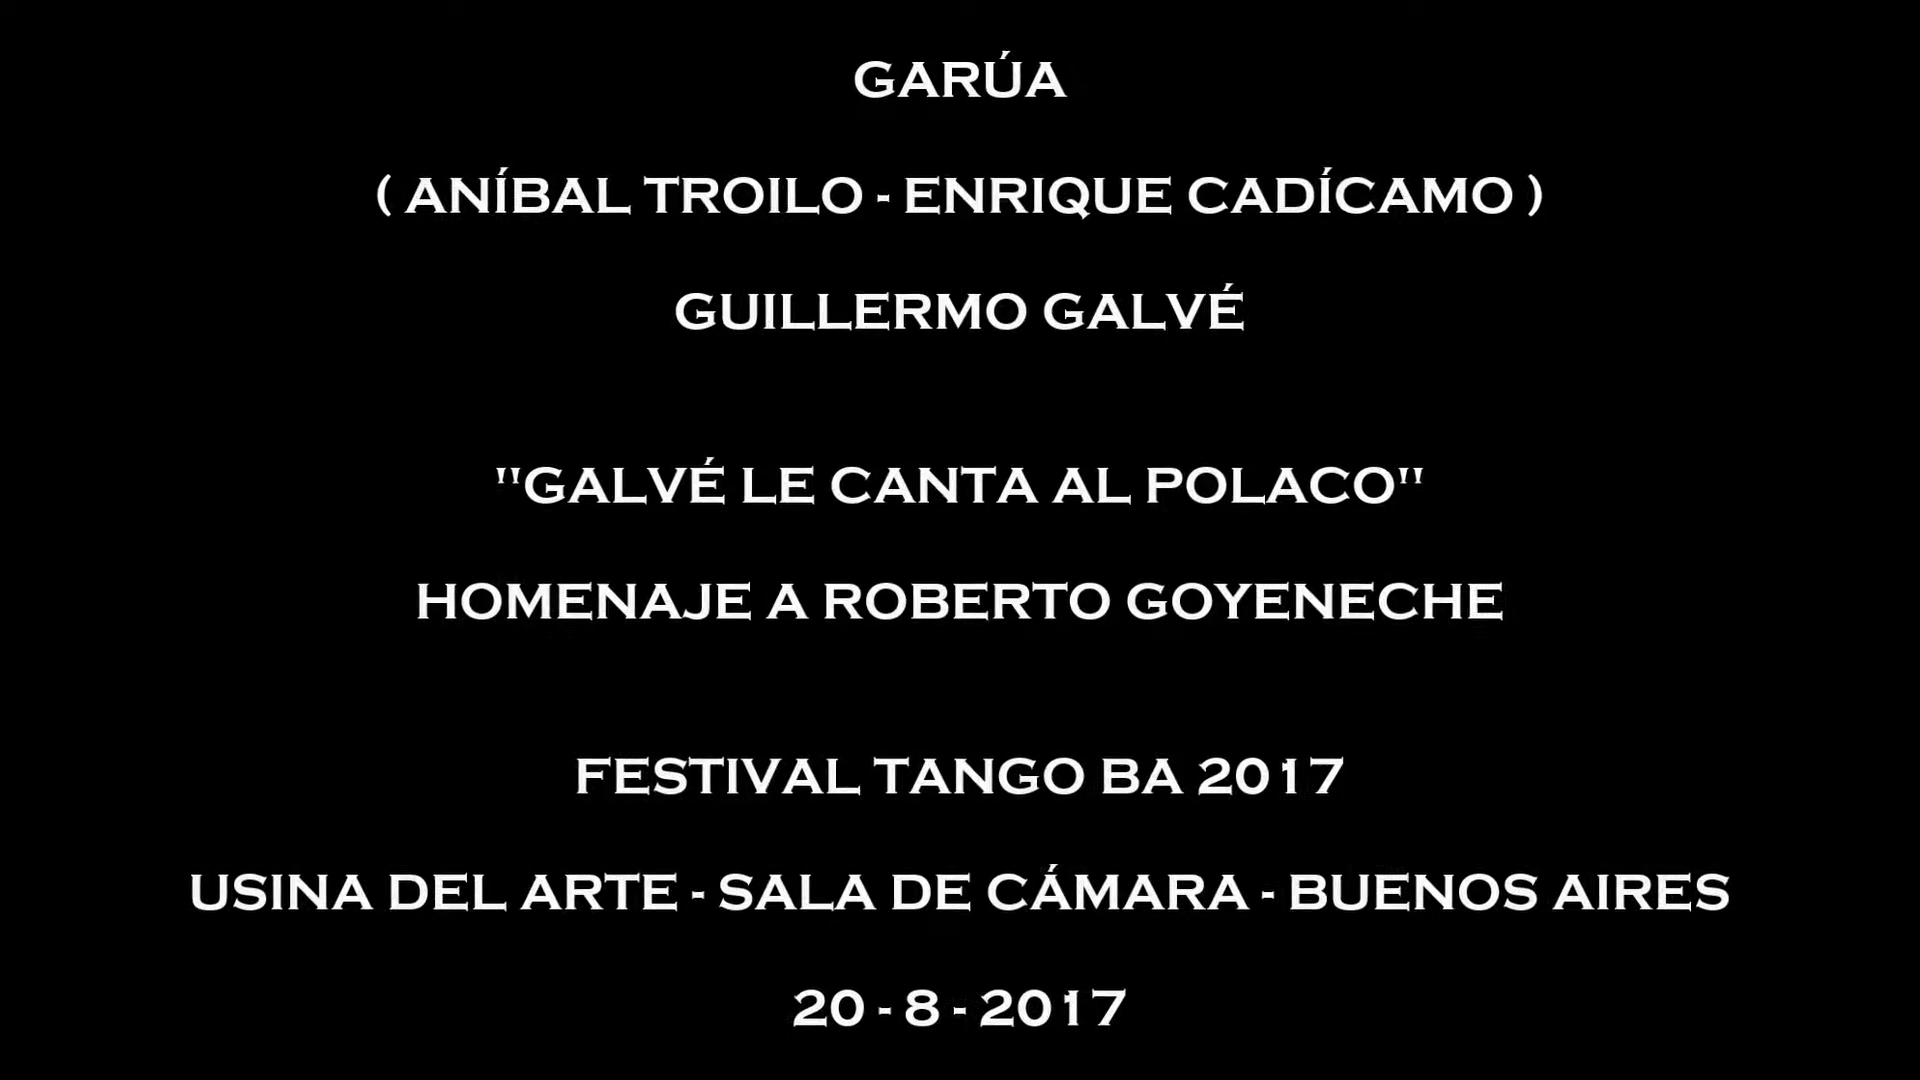 GARÚA
( ANÍBAL TROILO - ENRIQUE CADÍCAMO )
GUILLERMO GALVÉ
"GALVÉ LE CANTA AL POLACO"
HOMENAJE A ROBERTO GOYENECHE
FESTIVAL TANGO BA 2017
USINA DEL ARTE - SALA DE CÁMARA - BUENOS AIRES
20 - 8 - 2017